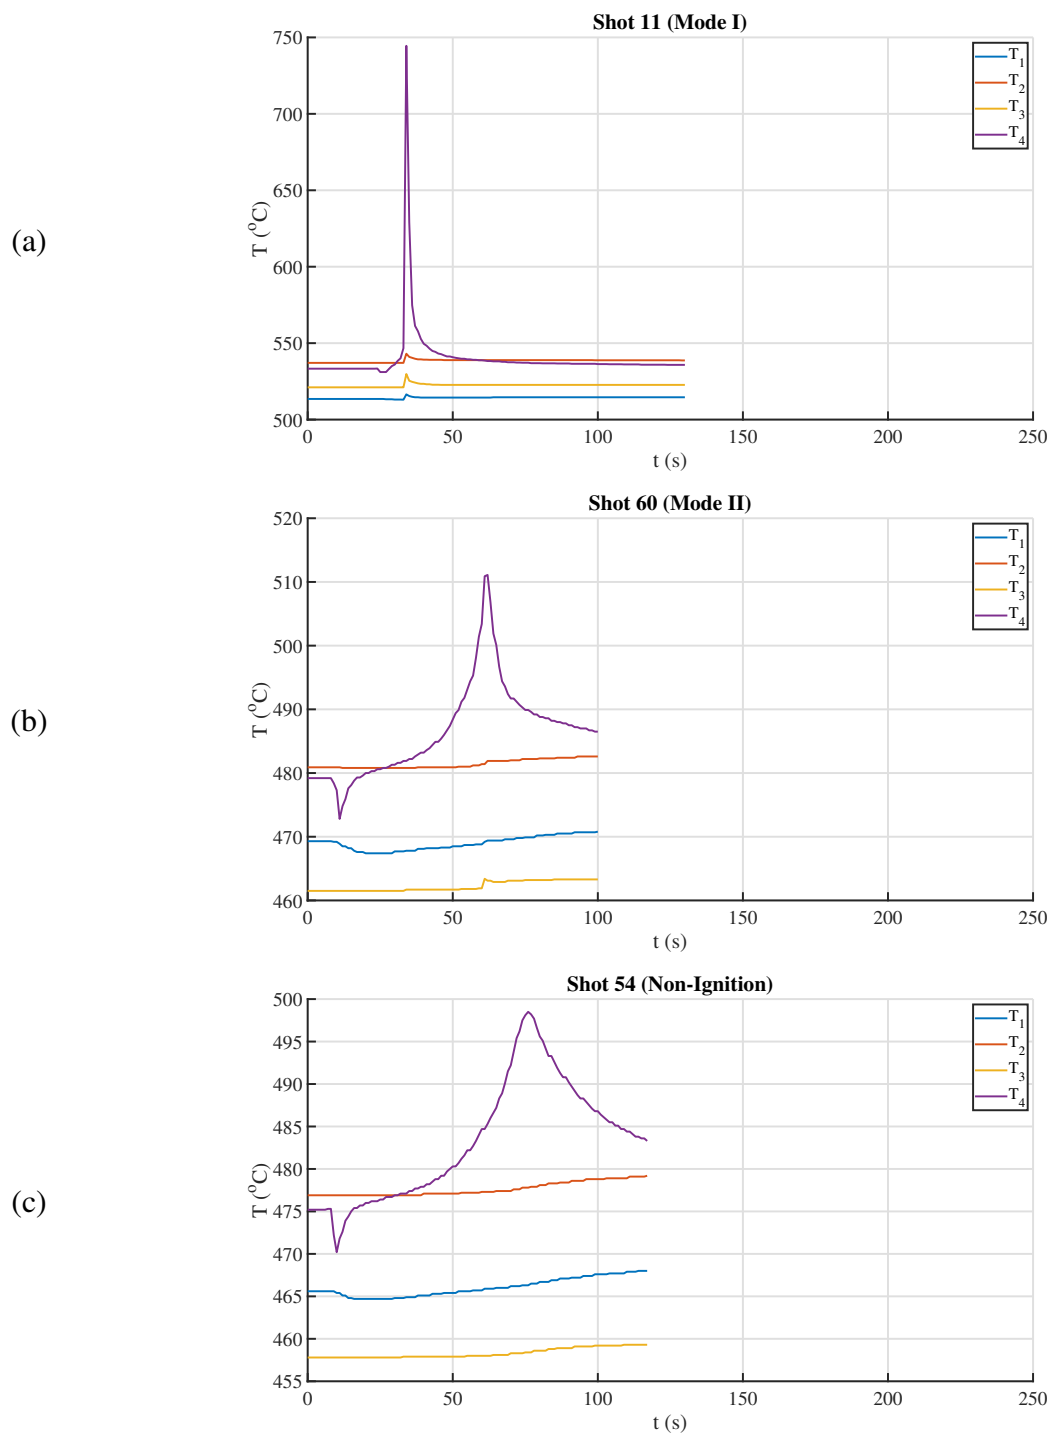 Shot 11 (Mode I)
(a)
T (°C)
750
700
650
600
550
500
0 50 100 150 200 250
t (s)
T1
T2
T3
T4
Shot 60 (Mode II)
(b)
T (°C)
520
510
500
490
480
470
460
0 50 100 150 200 250
t (s)
T1
T2
T3
T4
Shot 54 (Non-Ignition)
(c)
T (°C)
500
495
490
485
480
475
470
465
460
455
0 50 100 150 200 250
t (s)
T1
T2
T3
T4